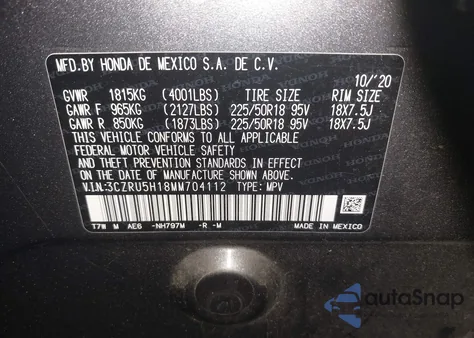 MFD.BY HONDA DE MEXICO S.A. DE C.V.
10/'20
GVWR 1815KG (4001LBS) TIRE SIZE RIM SIZE
GAWR F 965KG (2127LBS) 225/50R18 95V 18X7.5J
GAWR R 850KG (1873LBS) 225/50R18 95V 18X7.5J
THIS VEHICLE CONFORMS TO ALL APPLICABLE
FEDERAL MOTOR VEHICLE SAFETY
AND THEFT PREVENTION STANDARDS IN EFFECT
ON THE DATE OF MANUFACTURE SHOWN ABOVE.
V.I.N:3CZRU5H18MM704112 TYPE: MPV
T7W M AE6 -NH797M -R -M MADE IN MEXICO
autoSnap